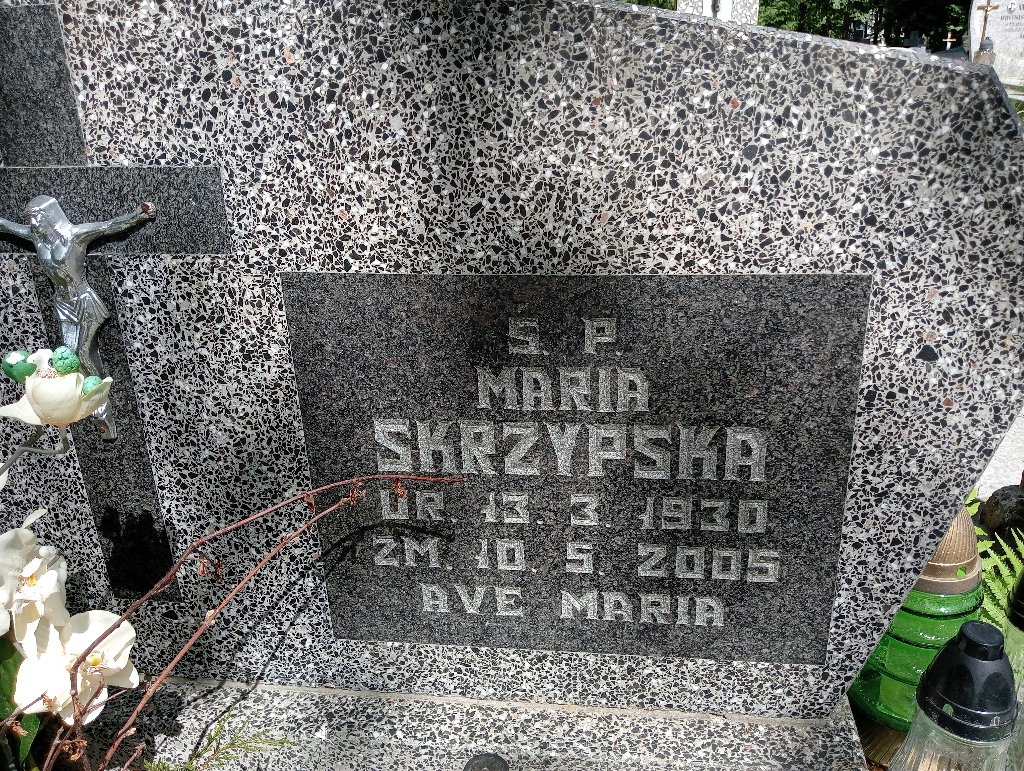 S. P.
MARIA
SKRZYPSKA
UR. 13. 3. 1930
ZM. 10. 5. 2005
AVE MARIA